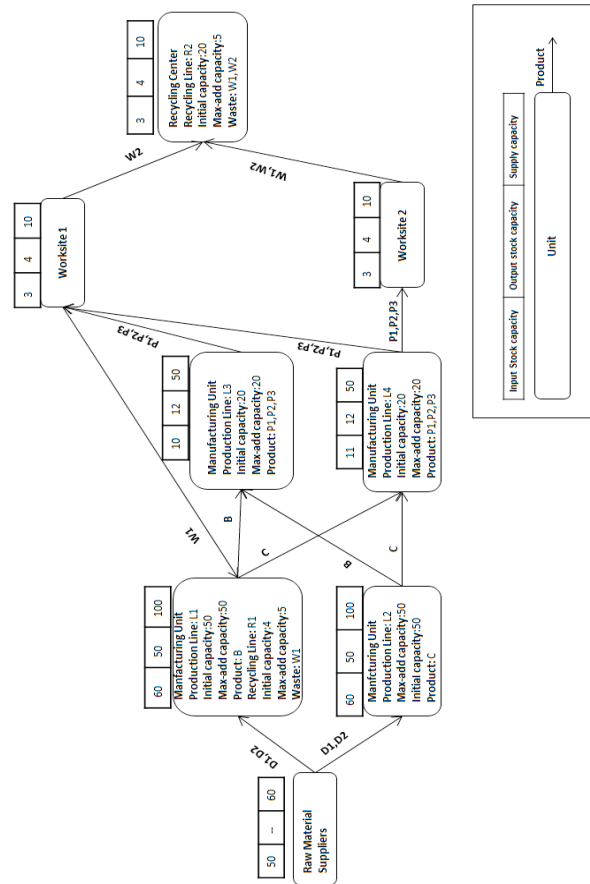 50
--
60
Raw Material
Suppliers
D1,D2
D1,D2
60
50
100
Manfacturing Unit
Production Line: L1
Initial capacity:50
Max-add capacity:50
Product: B
Recycling Line: R1
Initial capacity:4
Max-add capacity:5
Waste: W1
60
50
100
Manfcturing Unit
Production Line: L2
Max-add capacity:50
Initial capacity:50
Product: C
W1
B
C
B
C
10
12
50
Manufacturing Unit
Production Line: L3
Initial capacity:20
Max-add capacity:20
Product: P1,P2,P3
11
12
50
Manufacturing Unit
Production Line: L4
Initial capacity:20
Max-add capacity:20
Product: P1,P2,P3
P1,P2,P3
P1,P2,P3
P1,P2,P3
3
4
10
Worksite 1
3
4
10
Worksite 2
W2
W1,W2
3
4
10
Recycling Center
Recycling Line: R2
Initial capacity:20
Max-add capacity:5
Waste: W1,W2
Input Stock capacity
Output stock capacity
Supply capacity
Unit
Product